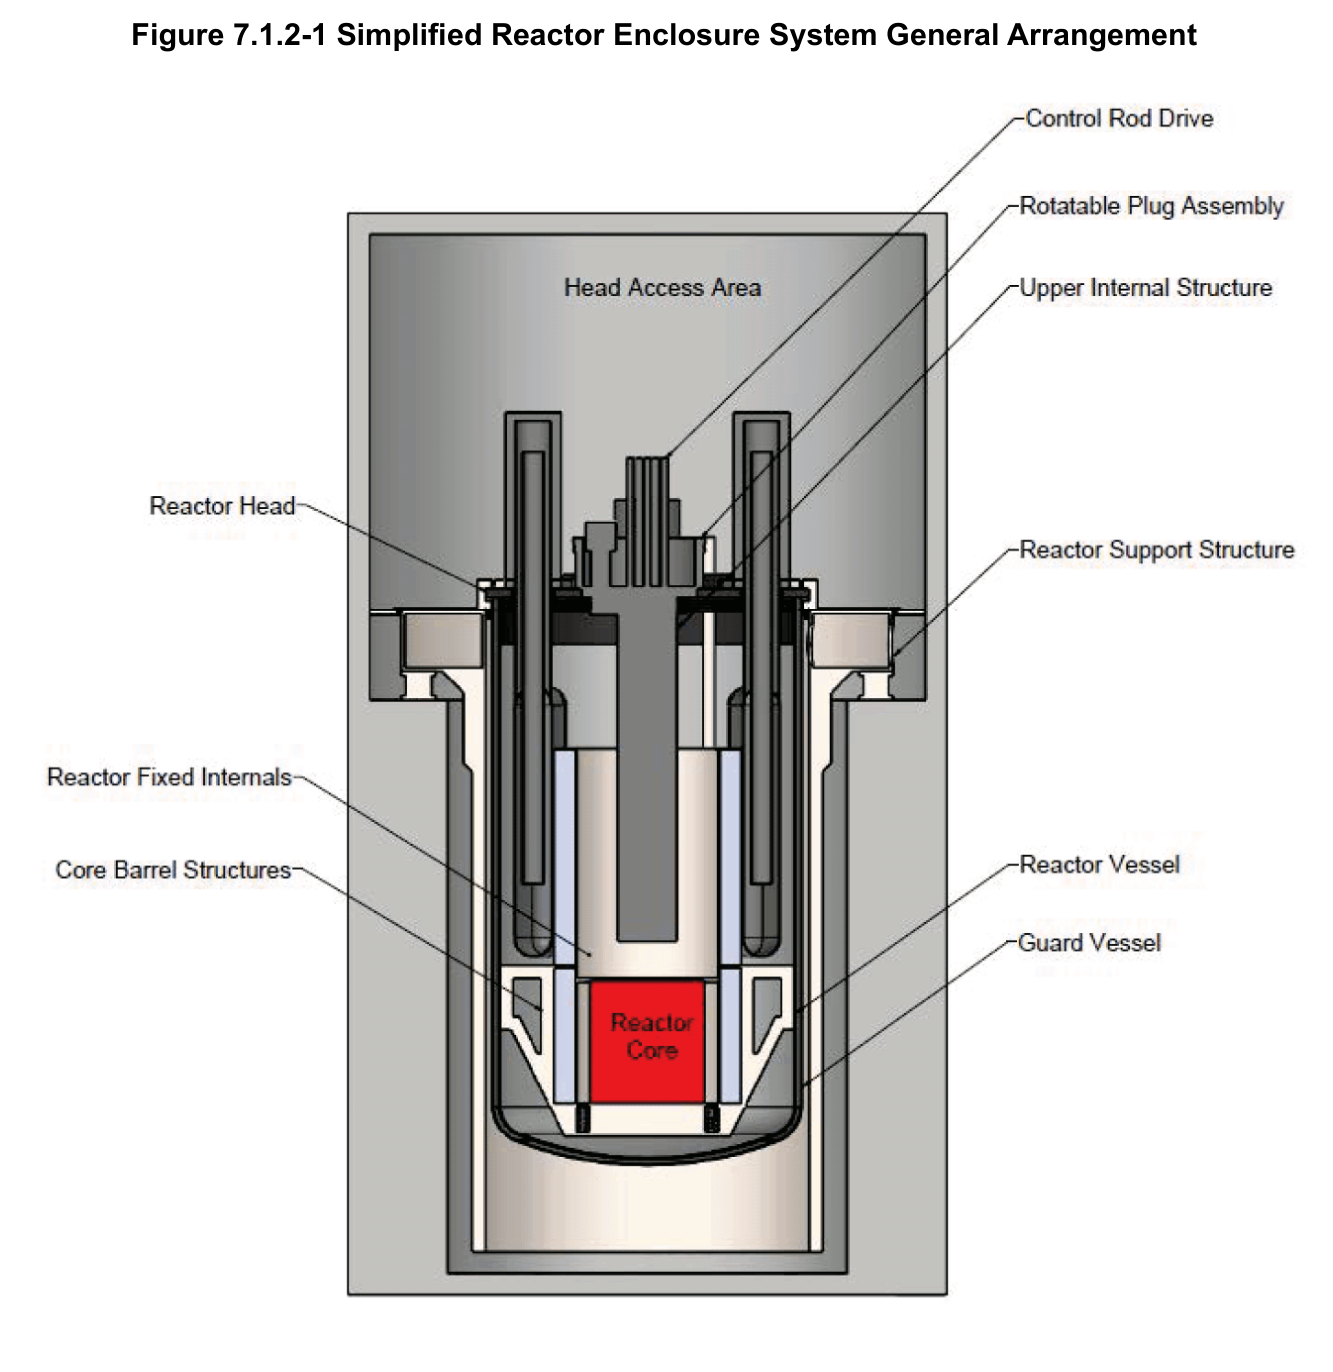 Figure 7.1.2-1 Simplified Reactor Enclosure System General Arrangement
Control Rod Drive
Rotatable Plug Assembly
Head Access Area
Upper Internal Structure
Reactor Head
Reactor Support Structure
Reactor Fixed Internals
Core Barrel Structures
Reactor Vessel
Guard Vessel
Reactor
Core